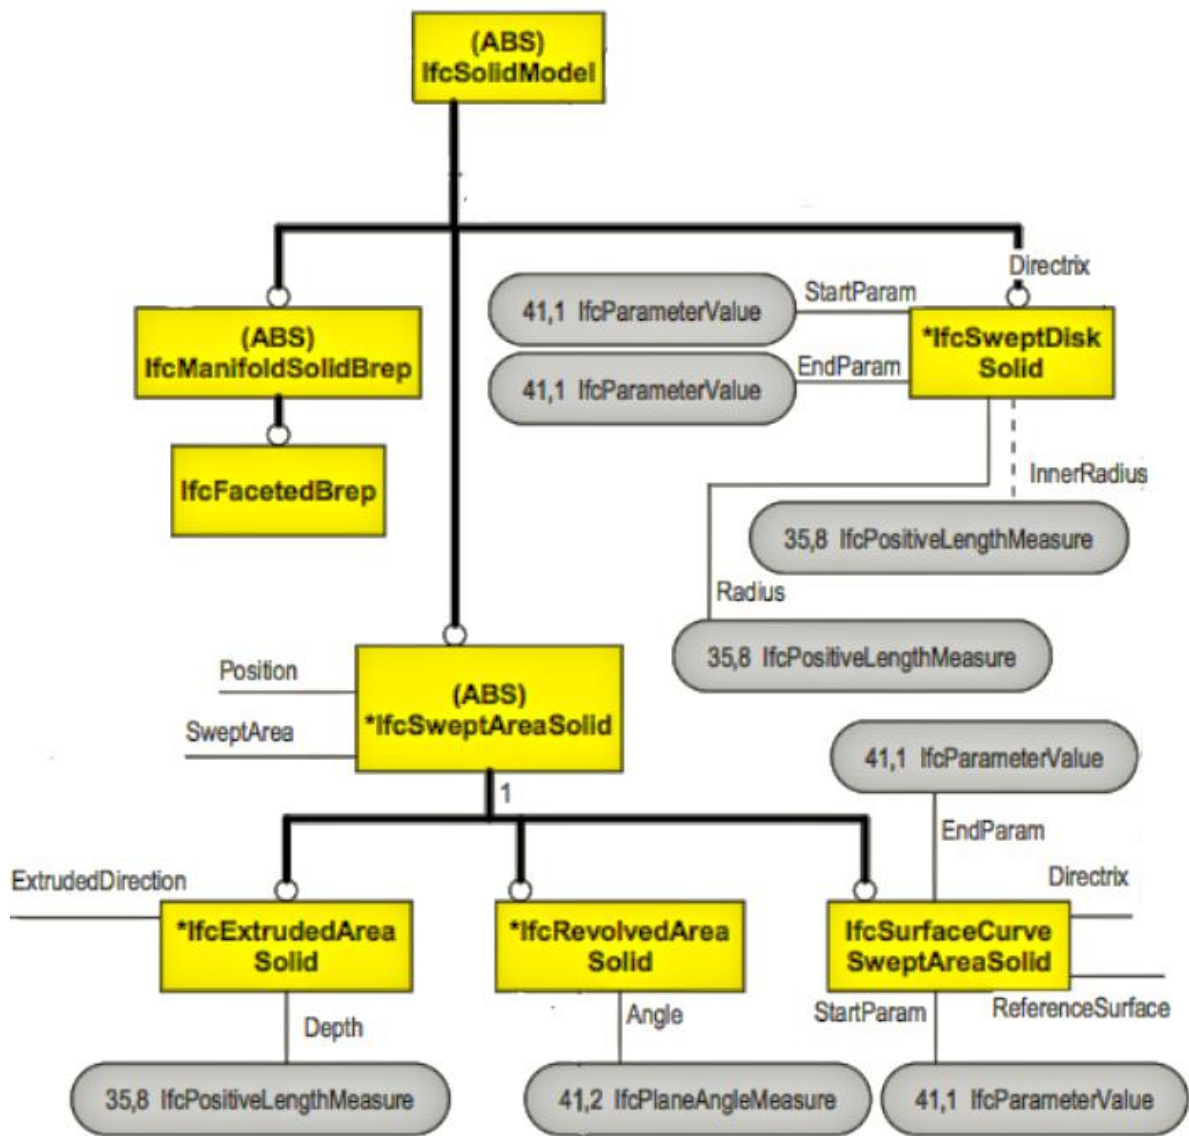 (ABS)
IfcSolidModel
Directrix
StartParam
41,1 IfcParameterValue
*IfcSweptDisk
Solid
(ABS)
IfcManifoldSolidBrep
EndParam
41,1 IfcParameterValue
IfcFacetedBrep
InnerRadius
35,8 IfcPositiveLengthMeasure
Radius
35,8 IfcPositiveLengthMeasure
Position
SweptArea
(ABS)
*IfcSweptAreaSolid
1
41,1 IfcParameterValue
EndParam
ExtrudedDirection
Directrix
*IfcExtrudedArea
Solid
*IfcRevolvedArea
Solid
IfcSurfaceCurve
SweptAreaSolid
ReferenceSurface
Depth
Angle
StartParam
35,8 IfcPositiveLengthMeasure
41,2 IfcPlaneAngleMeasure
41,1 IfcParameterValue